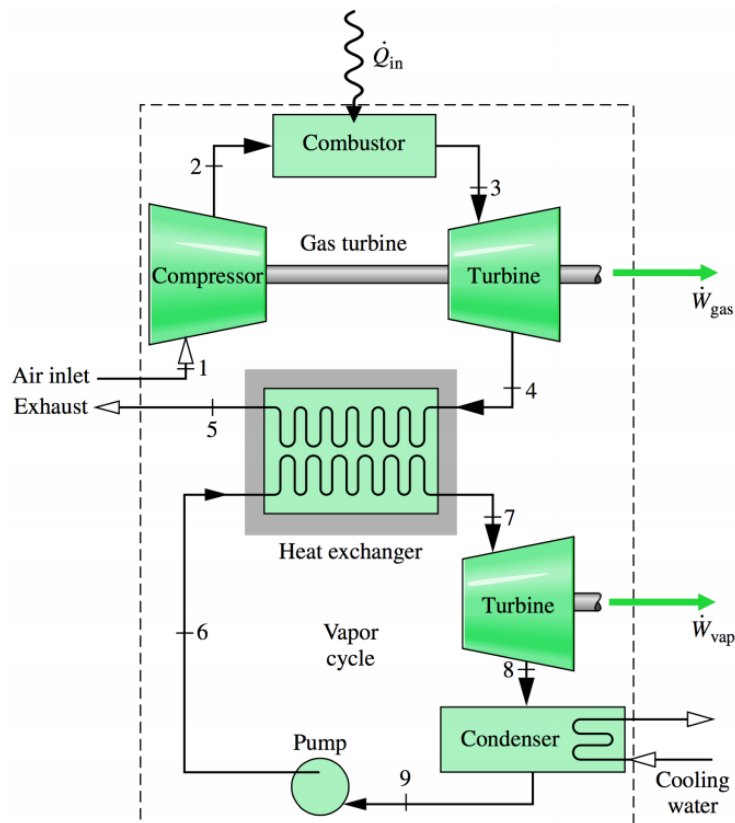 Q̇in
Combustor
2
3
Gas turbine
Compressor
Turbine
Ẇgas
1
Air inlet
4
Exhaust
5
Heat exchanger
7
Turbine
Ẇvap
6
Vapor
cycle
8
Condenser
Pump
9
Cooling
water